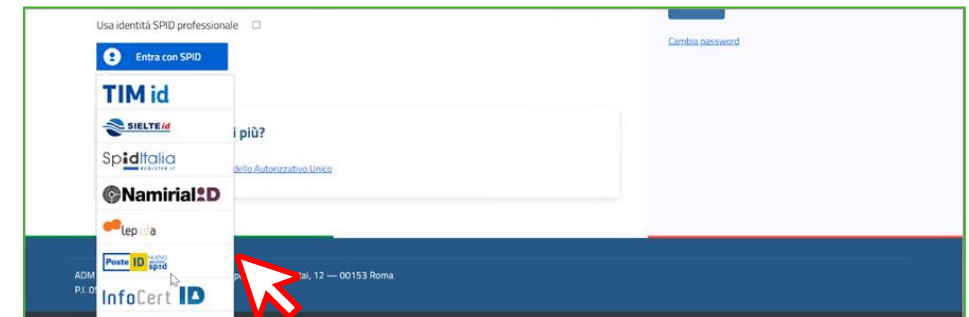 Usa identità SPID professionale
Entra con SPID
TIM id
SIELTE id
SpidItalia
REGISTER.IT
i più?
dello Autorizzativo Unico
Namirial ID
lepida
Poste ID NUOVO spid
InfoCert ID
ADM
tai, 12 — 00153 Roma
P.I. 0
Cambia password